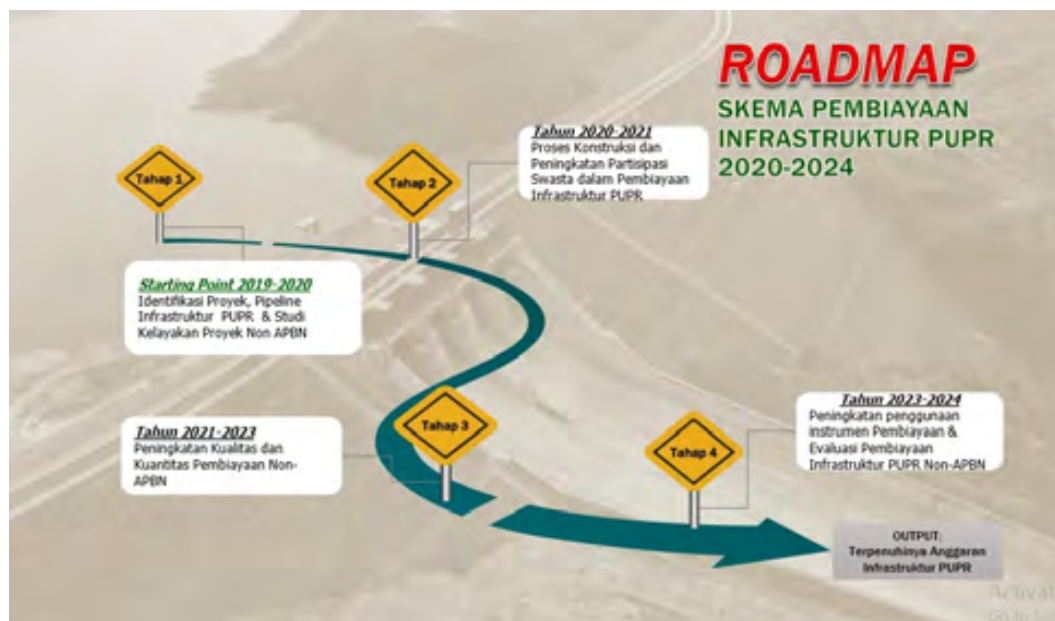 ROADMAP
SKEMA PEMBIAYAAN
INFRASTRUKTUR PUPR
2020-2024
Tahap 1
Starting Point 2019-2020
Identifikasi Proyek, Pipeline
Infrastruktur PUPR & Studi
Kelayakan Proyek Non APBN
Tahap 2
Tahun 2020-2021
Proses Konstruksi dan
Peningkatan Partisipasi
Swasta dalam Pembiayaan
Infrastruktur PUPR
Tahap 3
Tahun 2021-2023
Peningkatan Kualitas dan
Kuantitas Pembiayaan Non-
APBN
Tahap 4
Tahun 2023-2024
Peningkatan penggunaan
instrumen Pembiayaan &
Evaluasi Pembiayaan
Infrastruktur PUPR Non-APBN
OUTPUT:
Terpenuhinya Anggaran
Infrastruktur PUPR
Activat